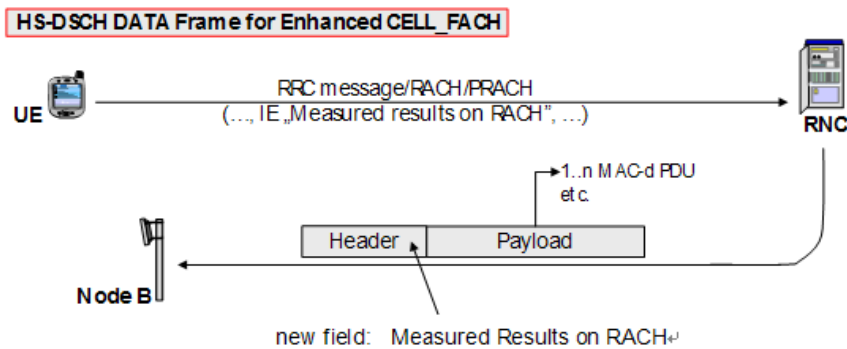 HS-DSCH DATA Frame for Enhanced CELL_FACH
RRC message/RACH/PRACH
UE
(..., IE „Measured results on RACH”, ...)
RNC
1..n MAC-d PDU
etc.
Header
Payload
Node B
new field: Measured Results on RACH↵